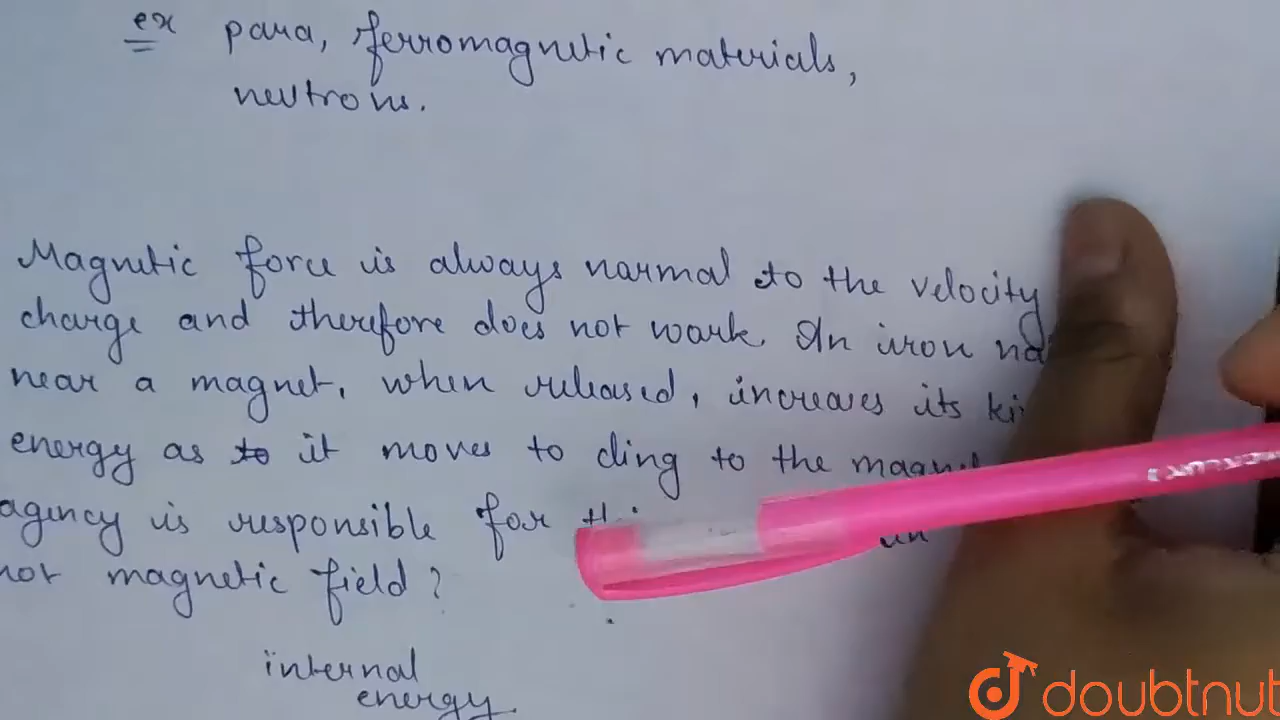 ex para, ferromagnetic materials,
neutrons.
Magnetic force is always normal to the velocity
charge and therefore does not work. An iron
near a magnet, when released, increases its
energy as to it moves to cling to the
agency is responsible for
not magnetic field?
internal
energy
doubtnut